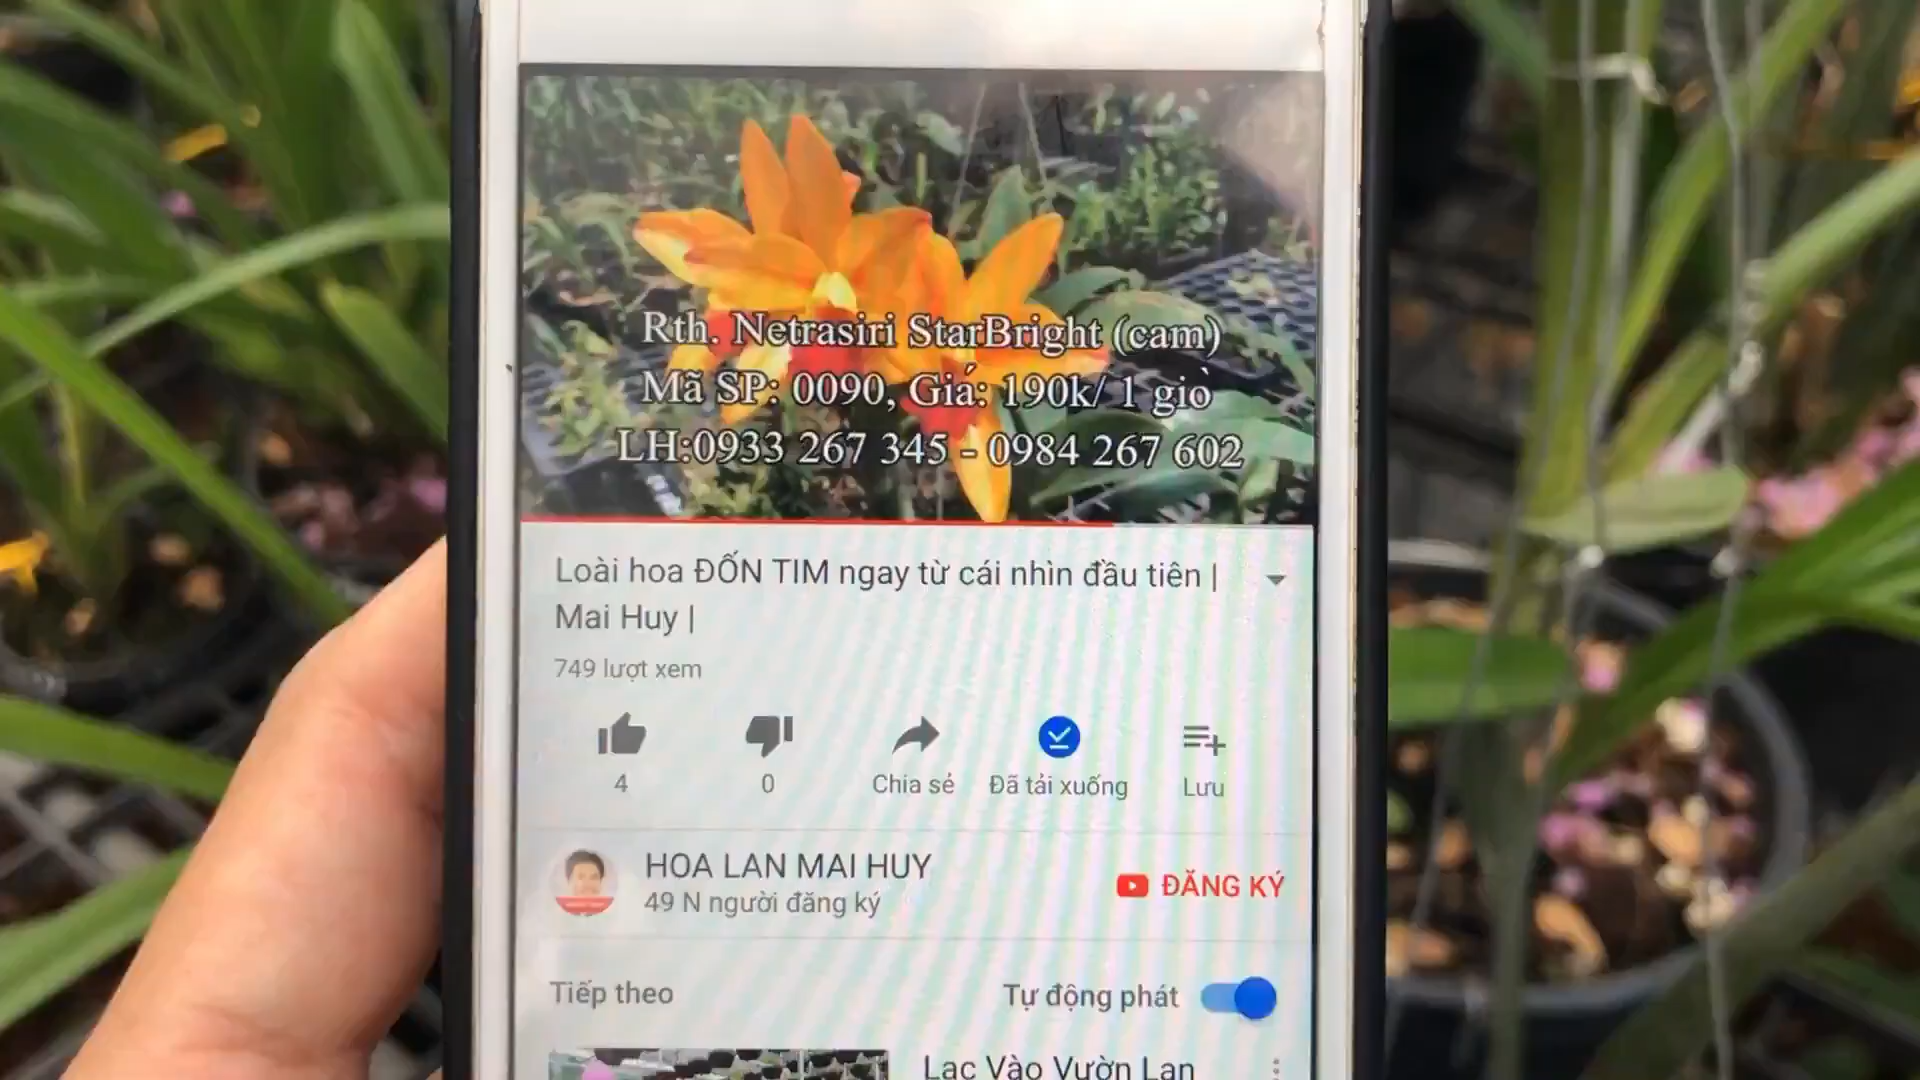 Rth. Netrasiri StarBright (cam)
Mã SP: 0090, Giá: 190k/ 1 giò
LH:0933 267 345 - 0984 267 602
Loài hoa ĐỐN TIM ngay từ cái nhìn đầu tiên |
Mai Huy |
749 lượt xem
4
0
Chia sẻ
Đã tải xuống
Lưu
HOA LAN MAI HUY
49 N người đăng ký
ĐĂNG KÝ
Tiếp theo
Tự động phát
Lạc Vào Vườn Lan